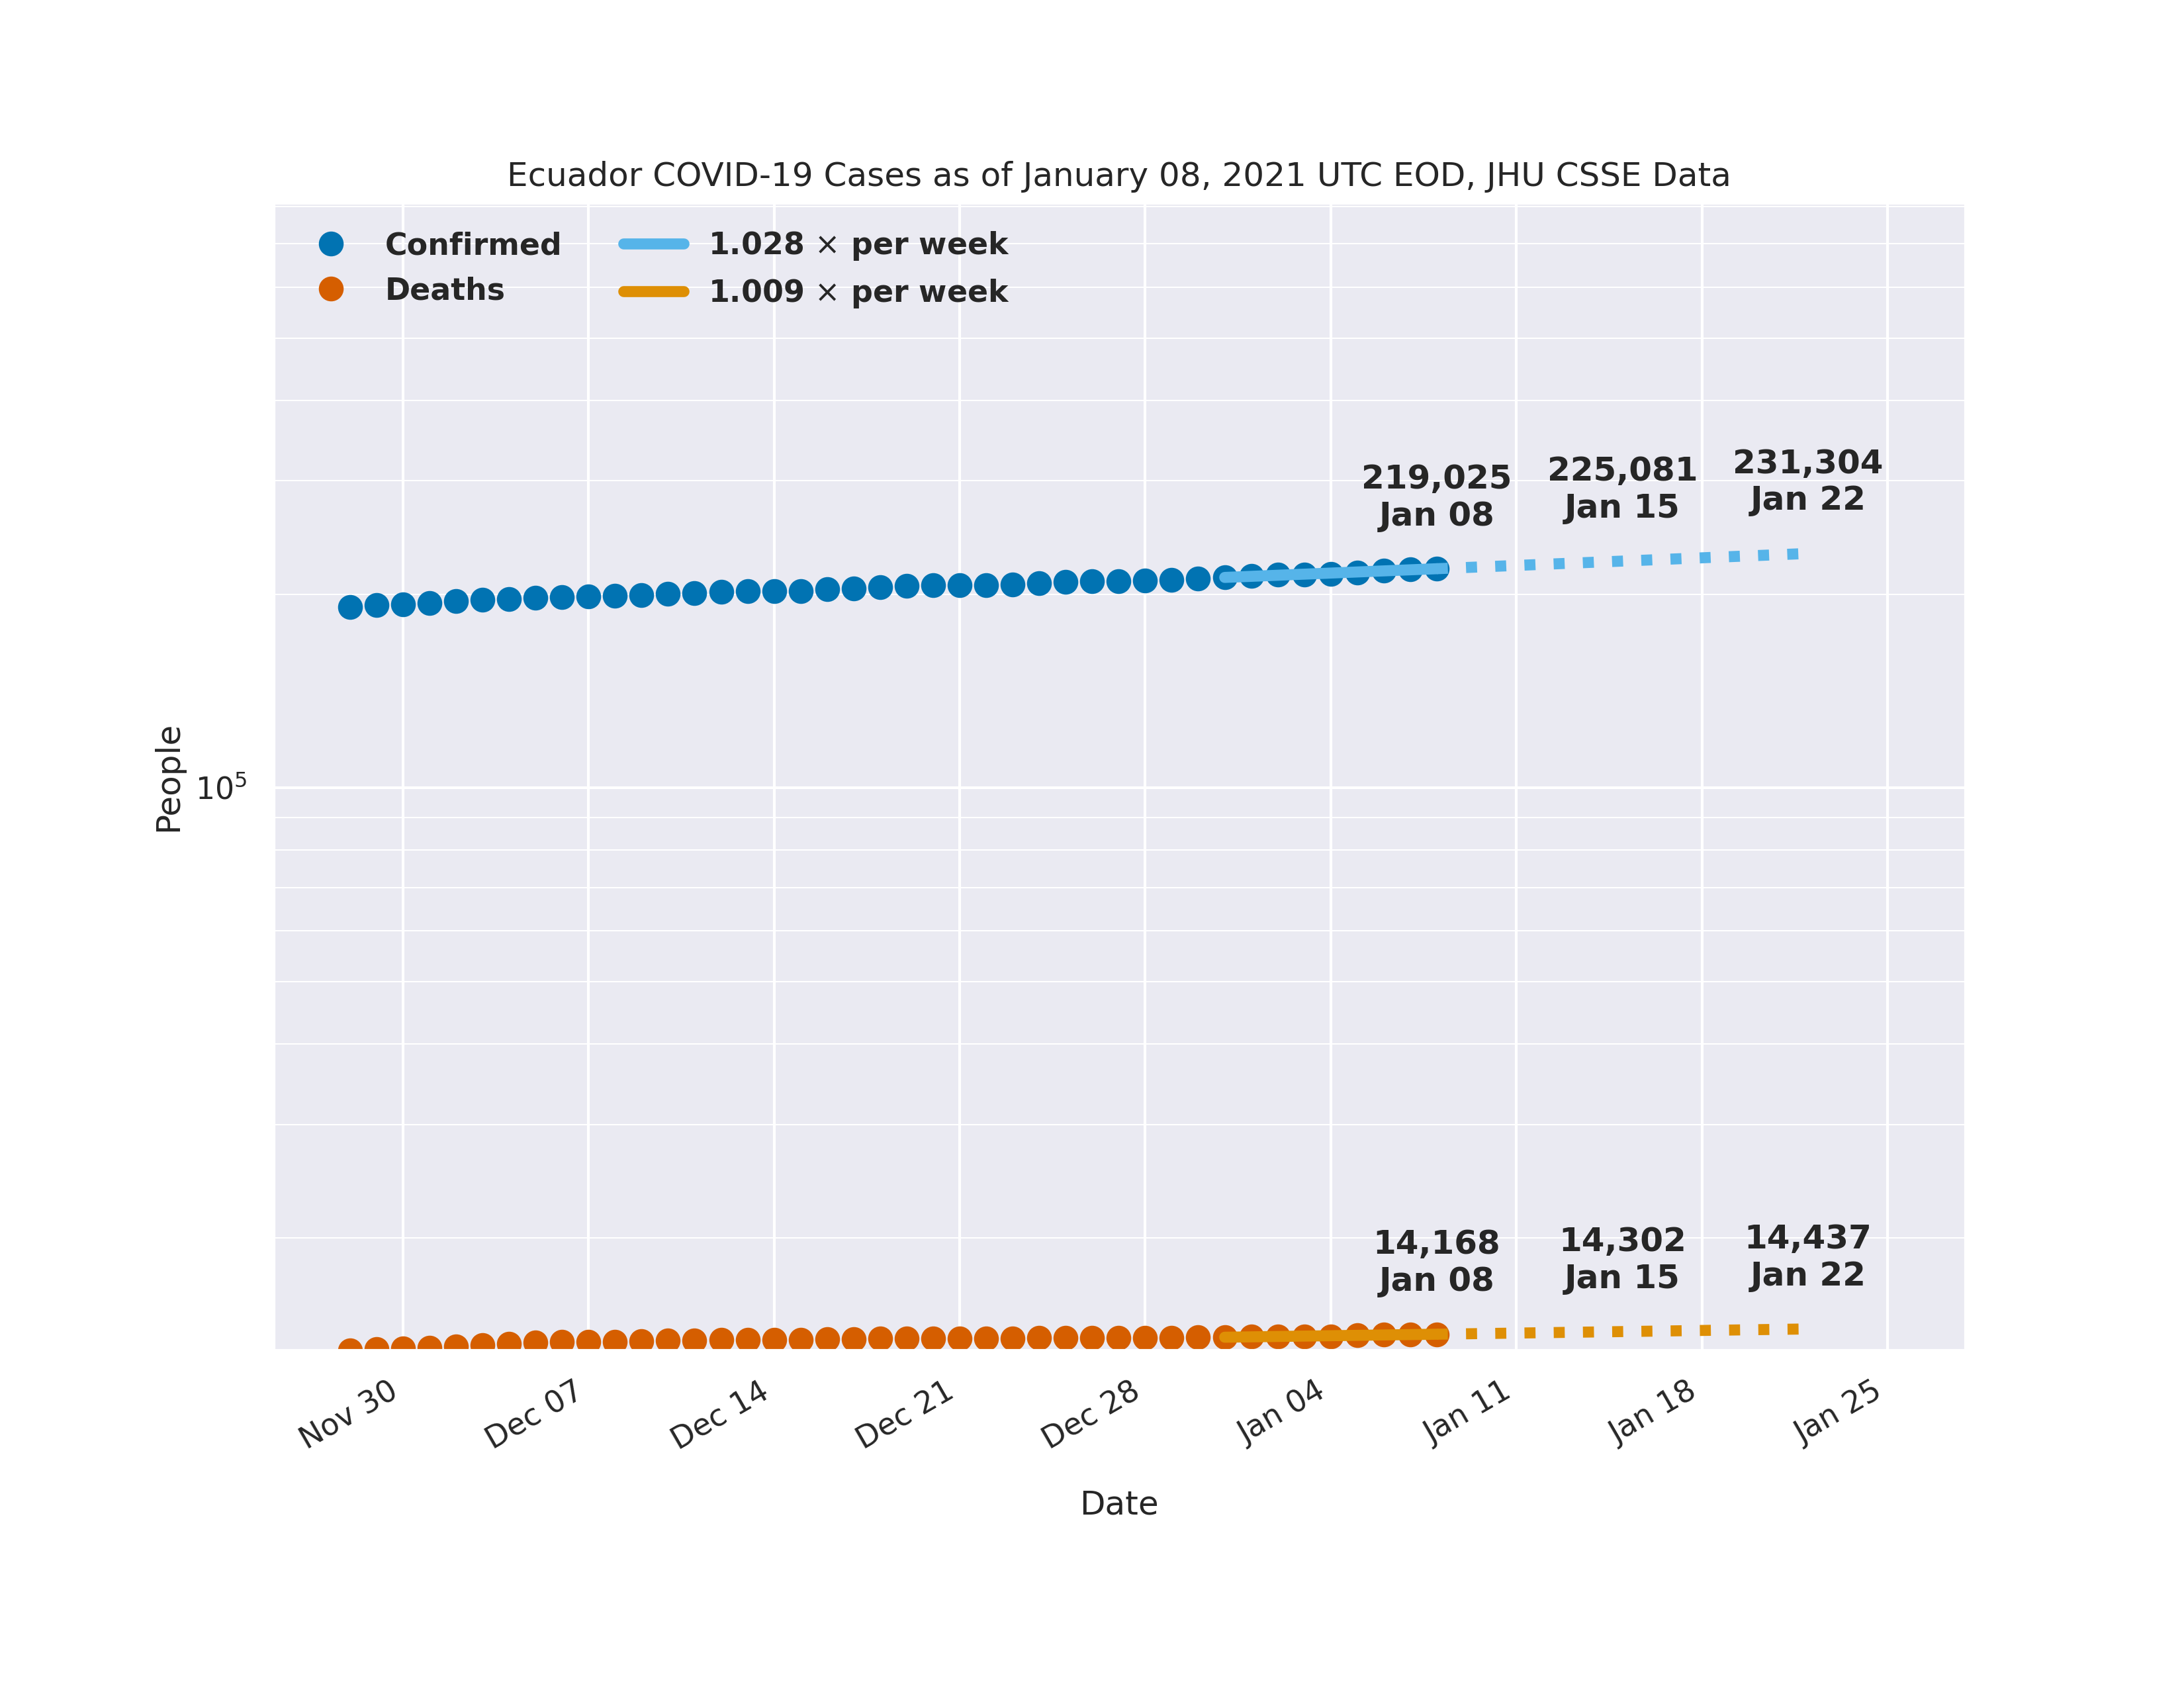 Ecuador COVID-19 Cases as of January 08, 2021 UTC EOD, JHU CSSE Data
Confirmed
Deaths
1.028 × per week
1.009 × per week
219,025
Jan 08
225,081
Jan 15
231,304
Jan 22
People
10⁵
14,168
Jan 08
14,302
Jan 15
14,437
Jan 22
Nov 30
Dec 07
Dec 14
Dec 21
Dec 28
Jan 04
Jan 11
Jan 18
Jan 25
Date